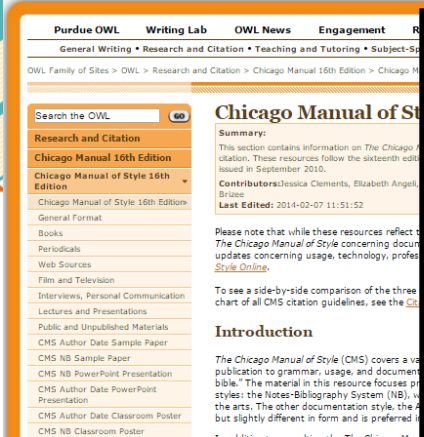 Purdue OWL Writing Lab OWL News Engagement R
General Writing • Research and Citation • Teaching and Tutoring • Subject-Sp
OWL Family of Sites > OWL > Research and Citation > Chicago Manual 16th Edition > Chicago M
Search the OWL GO
Research and Citation
Chicago Manual 16th Edition
Chicago Manual of Style 16th
Edition
Chicago Manual of Style 16th Edition
General Format
Books
Periodicals
Web Sources
Film and Television
Interviews, Personal Communication
Lectures and Presentations
Public and Unpublished Materials
CMS Author Date Sample Paper
CMS NB Sample Paper
CMS NB PowerPoint Presentation
CMS Author Date PowerPoint
Presentation
CMS Author Date Classroom Poster
CMS NB Classroom Poster
Chicago Manual of St
Summary:
This section contains information on The Chicago M
citation. These resources follow the sixteenth editi
issued in September 2010.
Contributors:Jessica Clements, Elizabeth Angeli,
Brizee
Last Edited: 2014-02-07 11:51:52
Please note that while these resources reflect t
The Chicago Manual of Style concerning docum
updates concerning usage, technology, profes
Style Online.
To see a side-by-side comparison of the three
chart of all CMS citation guidelines, see the Cit
Introduction
The Chicago Manual of Style (CMS) covers a va
publication to grammar, usage, and document
bible." The material in this resource focuses pr
styles: the Notes-Bibliography System (NB), w
the arts. The other documentation style, the A
but slightly different in form and is preferred in